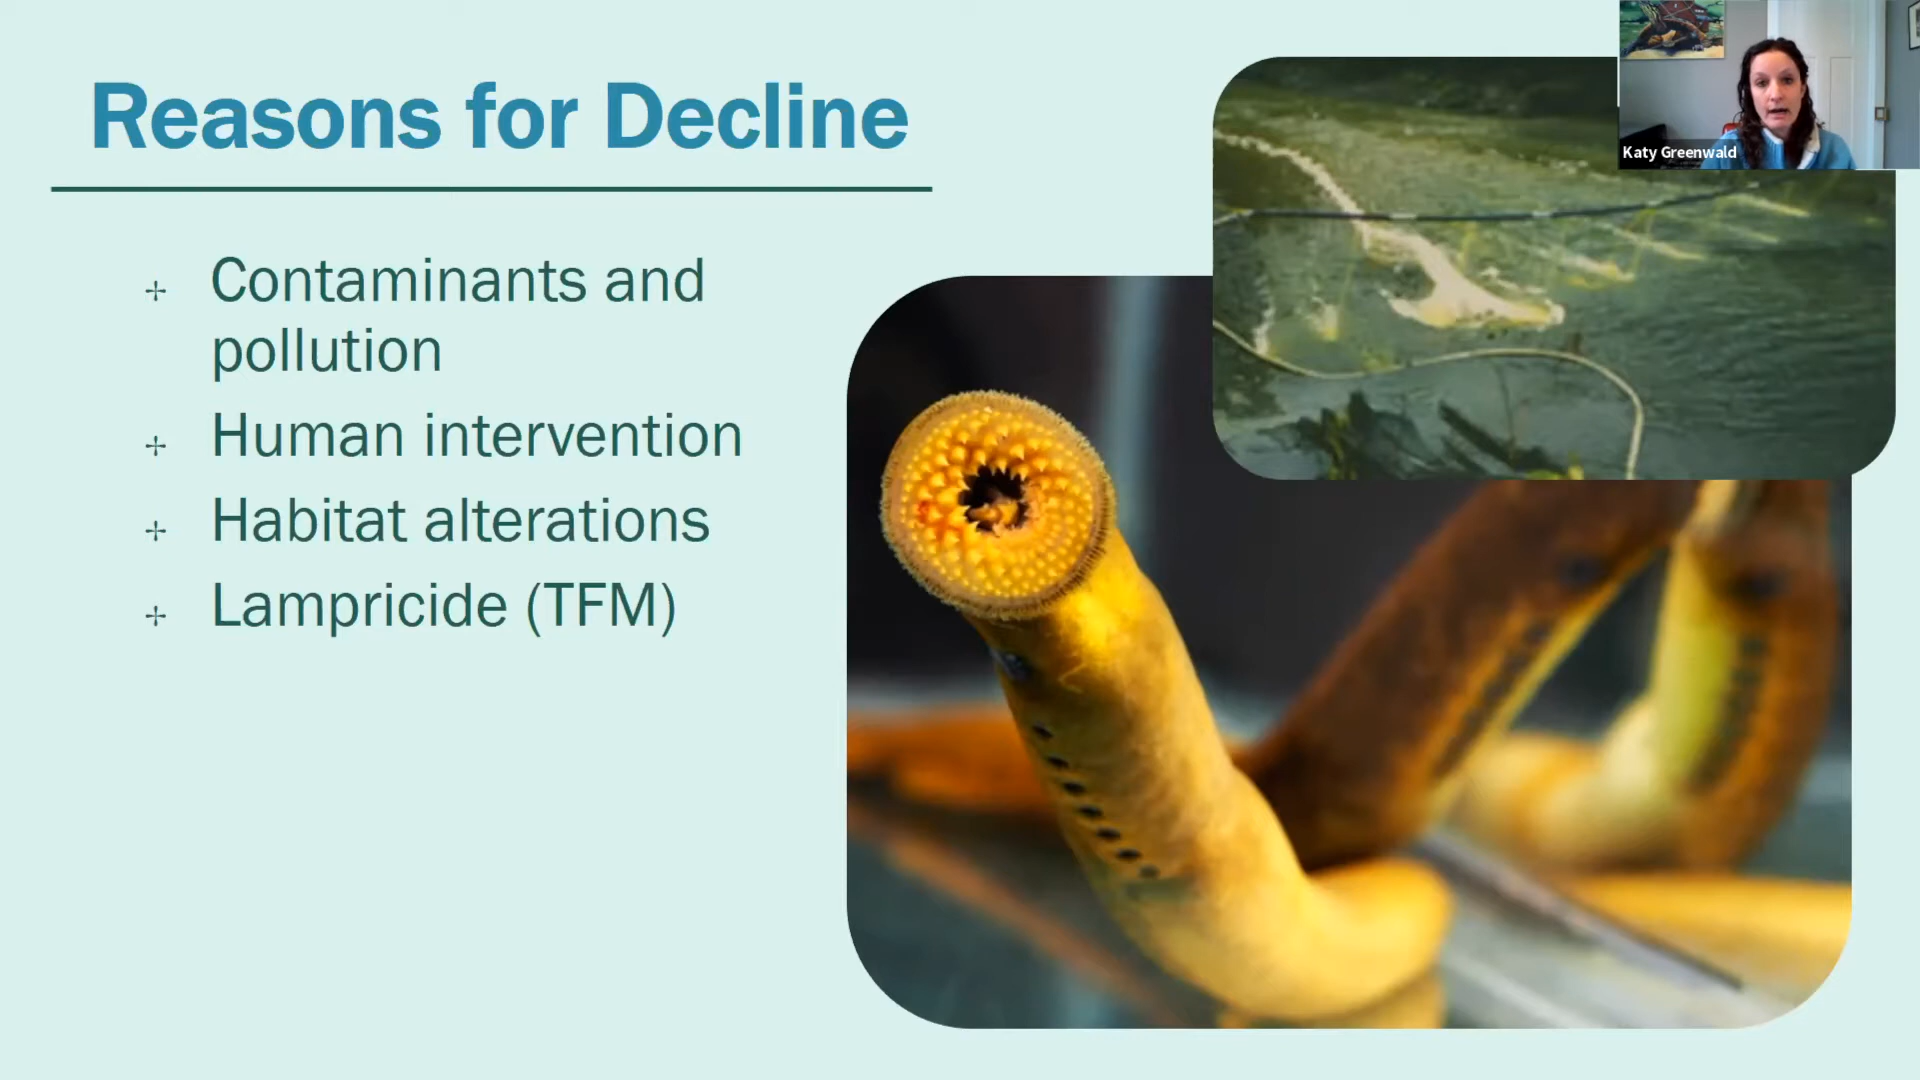 Reasons for Decline
Katy Greenwald
Contaminants and
pollution
Human intervention
Habitat alterations
Lampricide (TFM)